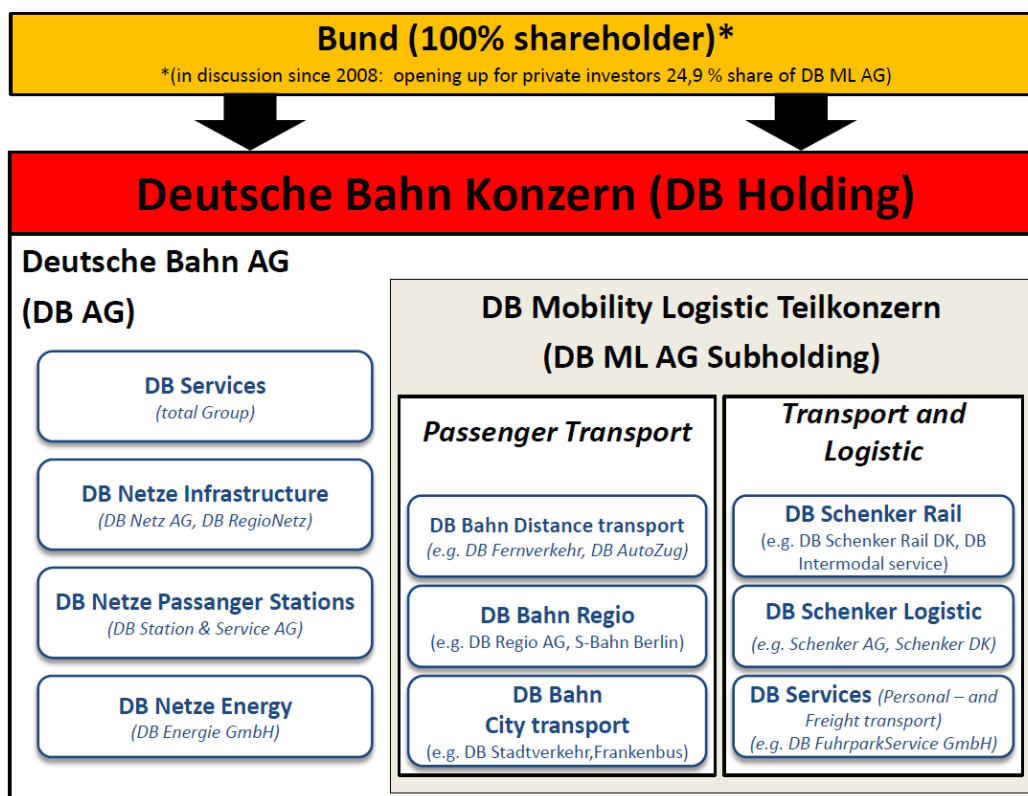 Bund (100% shareholder)*
*(in discussion since 2008:  opening up for private investors 24,9 % share of DB ML AG)
Deutsche Bahn Konzern (DB Holding)
Deutsche Bahn AG
(DB AG)
DB Services
(total Group)
DB Netze Infrastructure
(DB Netz AG, DB RegioNetz)
DB Netze Passanger Stations
(DB Station & Service AG)
DB Netze Energy
(DB Energie GmbH)
DB Mobility Logistic Teilkonzern
(DB ML AG Subholding)
Passenger Transport
DB Bahn Distance transport
(e.g. DB Fernverkehr, DB AutoZug)
DB Bahn Regio
(e.g. DB Regio AG, S-Bahn Berlin)
DB Bahn
City transport
(e.g. DB Stadtverkehr,Frankenbus)
Transport and
Logistic
DB Schenker Rail
(e.g. DB Schenker Rail DK, DB
Intermodal service)
DB Schenker Logistic
(e.g. Schenker AG, Schenker DK)
DB Services (Personal – and
Freight transport)
(e.g. DB FuhrparkService GmbH)